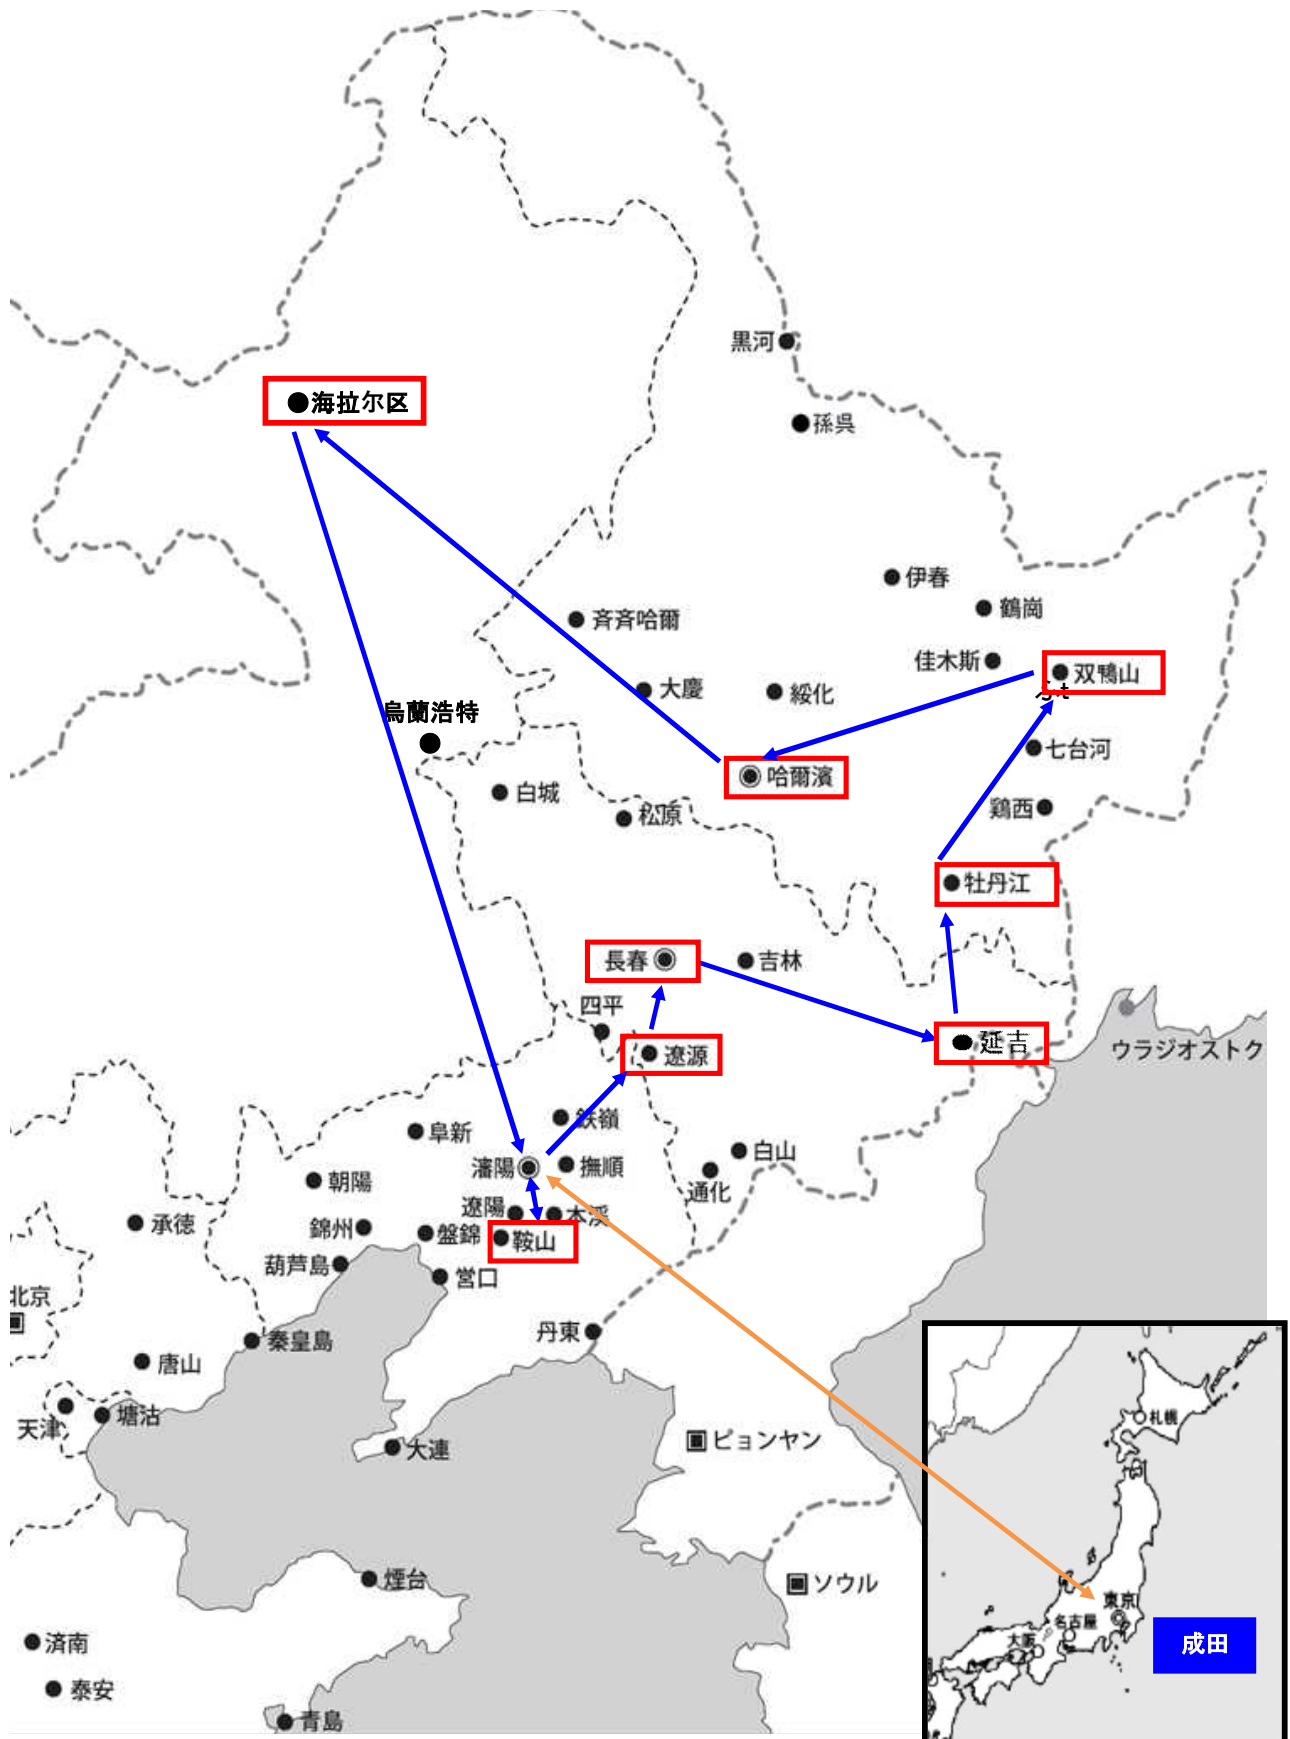 黒河
海拉尔区
孫呉
伊春
鶴崗
斉斉哈爾
佳木斯
双鴨山
大慶
綏化
烏蘭浩特
七台河
哈爾濱
白城
松原
鶏西
牡丹江
長春
吉林
四平
延吉
遼源
ウラジオストク
鉄嶺
阜新
瀋陽
撫順
白山
朝陽
通化
遼陽
本渓
承徳
錦州
盤錦
鞍山
葫芦島
営口
北京
丹東
秦皇島
唐山
天津
塘沽
札幌
大連
ピョンヤン
煙台
ソウル
東京
名古屋
大阪
成田
済南
泰安
青島